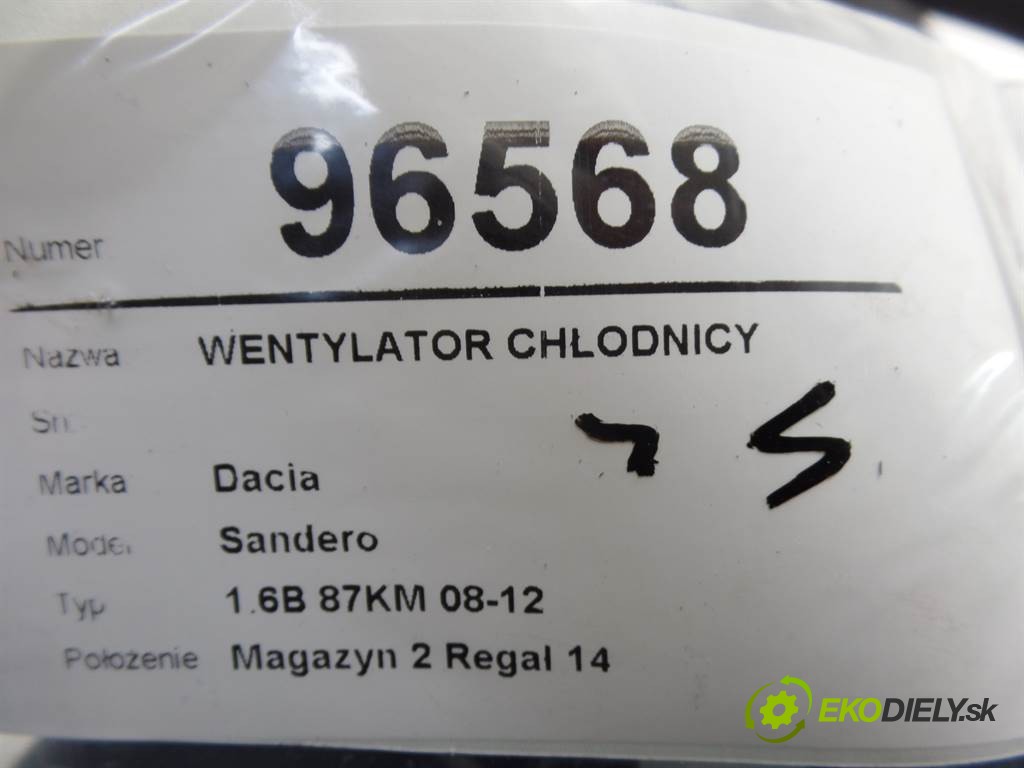 Numer 96568
Nazwa WENTYLATOR CHŁODNICY
Sn:
Marka Dacia
Model Sandero
Typ 1.6B 87KM 08-12
Położenie Magazyn 2 Regał 14
EKODIELY.sk